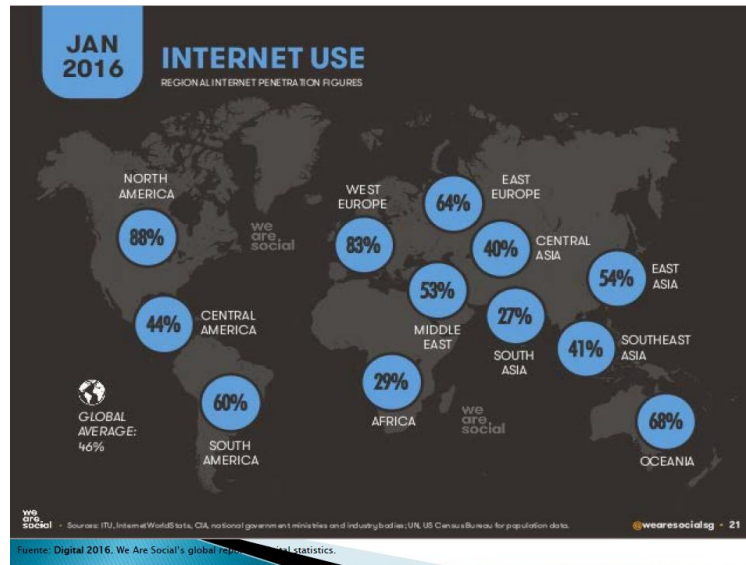 JAN
2016
INTERNET USE
REGIONAL INTERNET PENETRATION FIGURES
NORTH
AMERICA
88%
we
are
social
WEST
EUROPE
83%
64%
EAST
EUROPE
40%
CENTRAL
ASIA
54%
EAST
ASIA
44%
CENTRAL
AMERICA
53%
MIDDLE
EAST
27%
SOUTH
ASIA
41%
SOUTHEAST
ASIA
29%
AFRICA
60%
SOUTH
AMERICA
we
are
social
68%
OCEANIA
GLOBAL
AVERAGE:
46%
we
are
social
• Sources: ITU, InternetWorldStats, CIA, national government ministries and industry bodies; UN, US Census Bureau for population data.
@wearesocialsg • 21
Fuente: Digital 2016. We Are Social's global statistics.